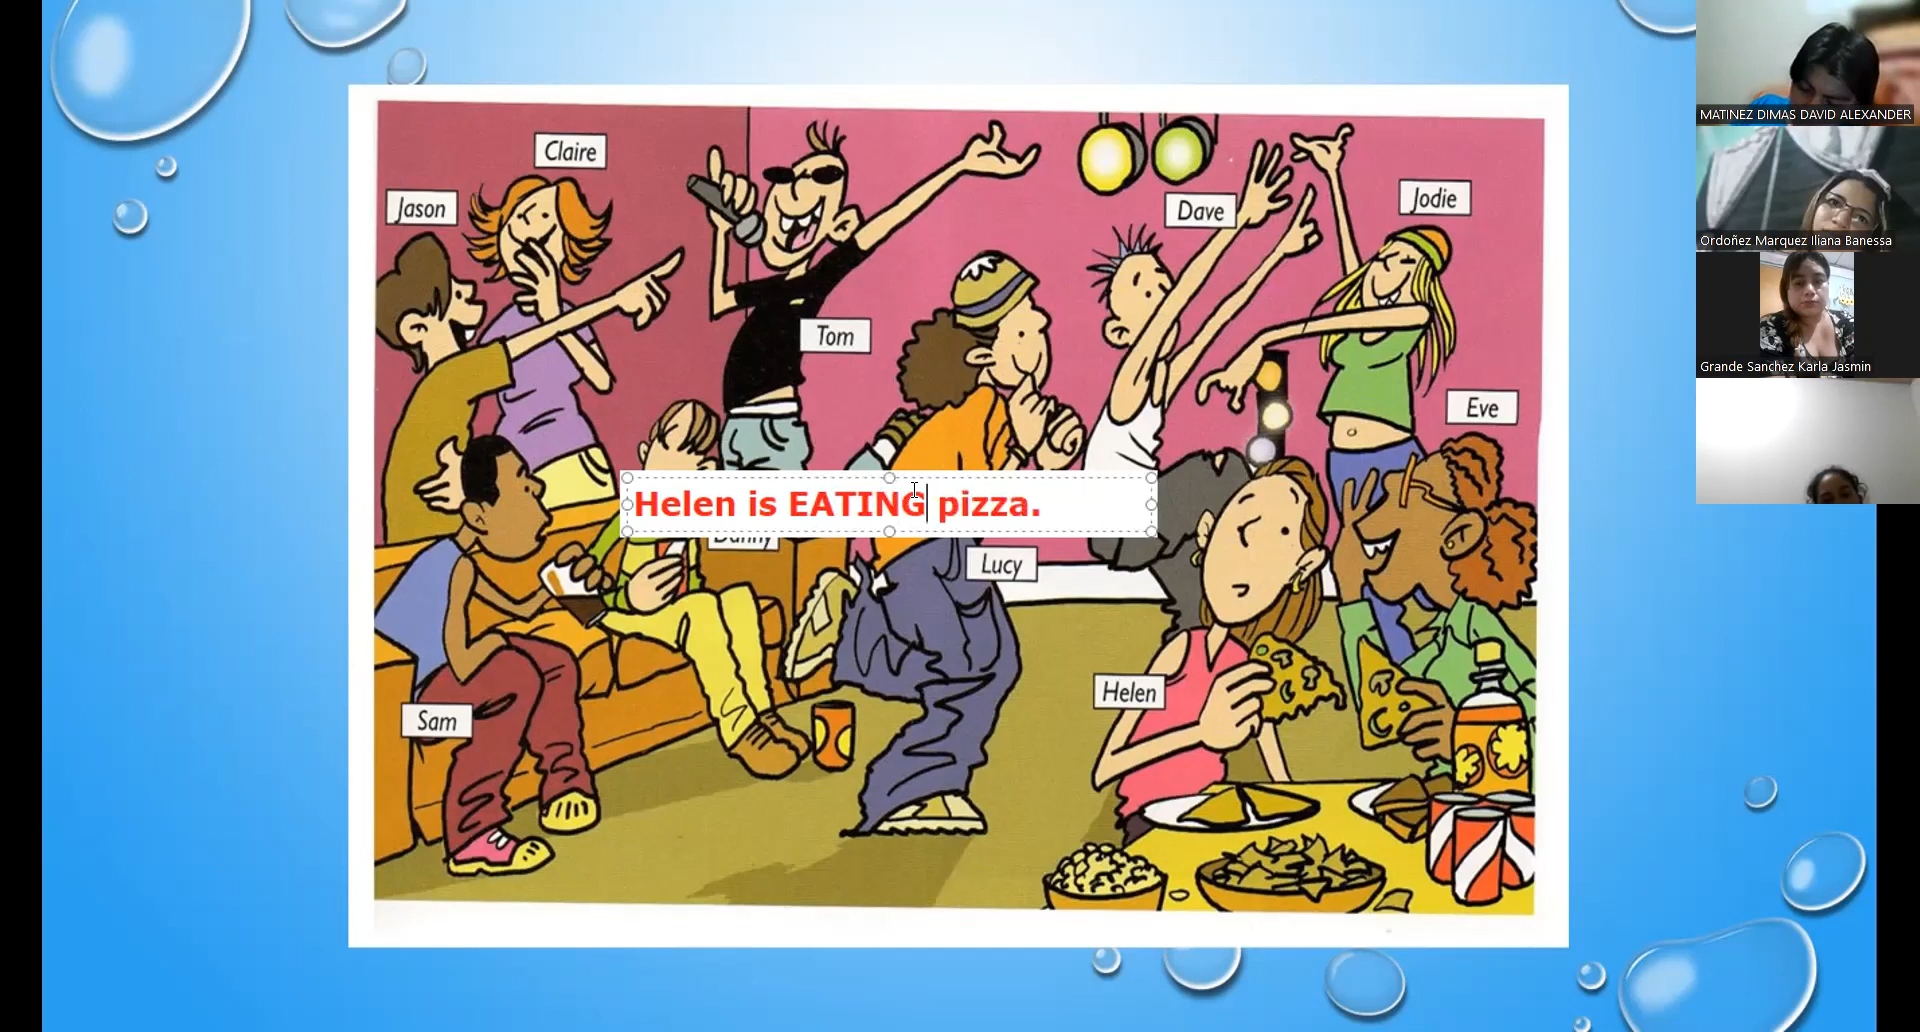 Claire
Jason
Dave
Jodie
Tom
Eve
Helen is EATING pizza.
Danny
Lucy
Helen
Sam
MATINEZ DIMAS DAVID ALEXANDER
Ordoñez Marquez Iliana Banessa
Grande Sanchez Karla Jasmin